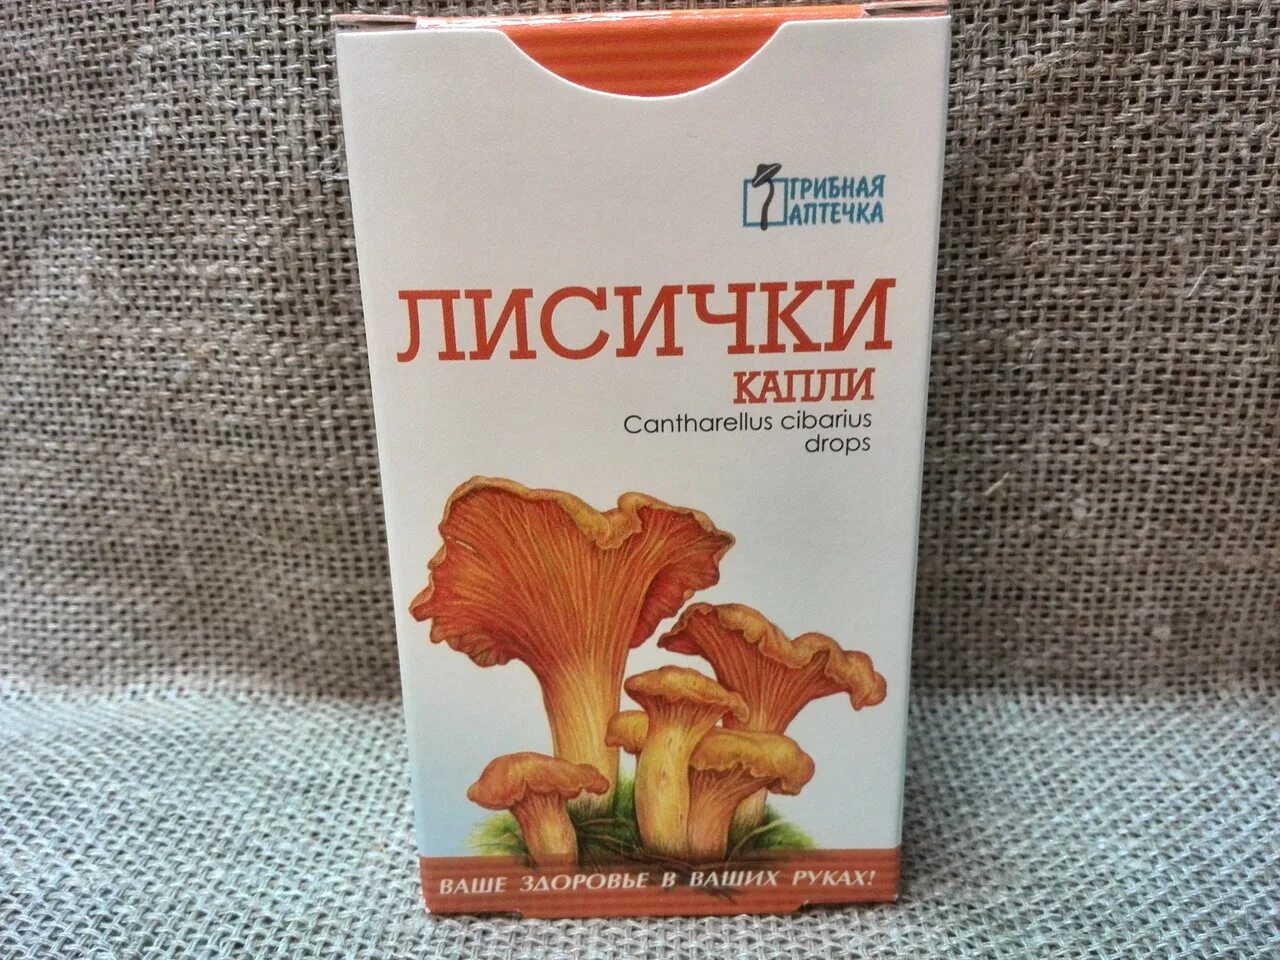 ГРИБНАЯ
АПТЕЧКА
ЛИСИЧКИ
КАПЛИ
Cantharellus cibarius
drops
ВАШЕ ЗДОРОВЬЕ В ВАШИХ РУКАХ!